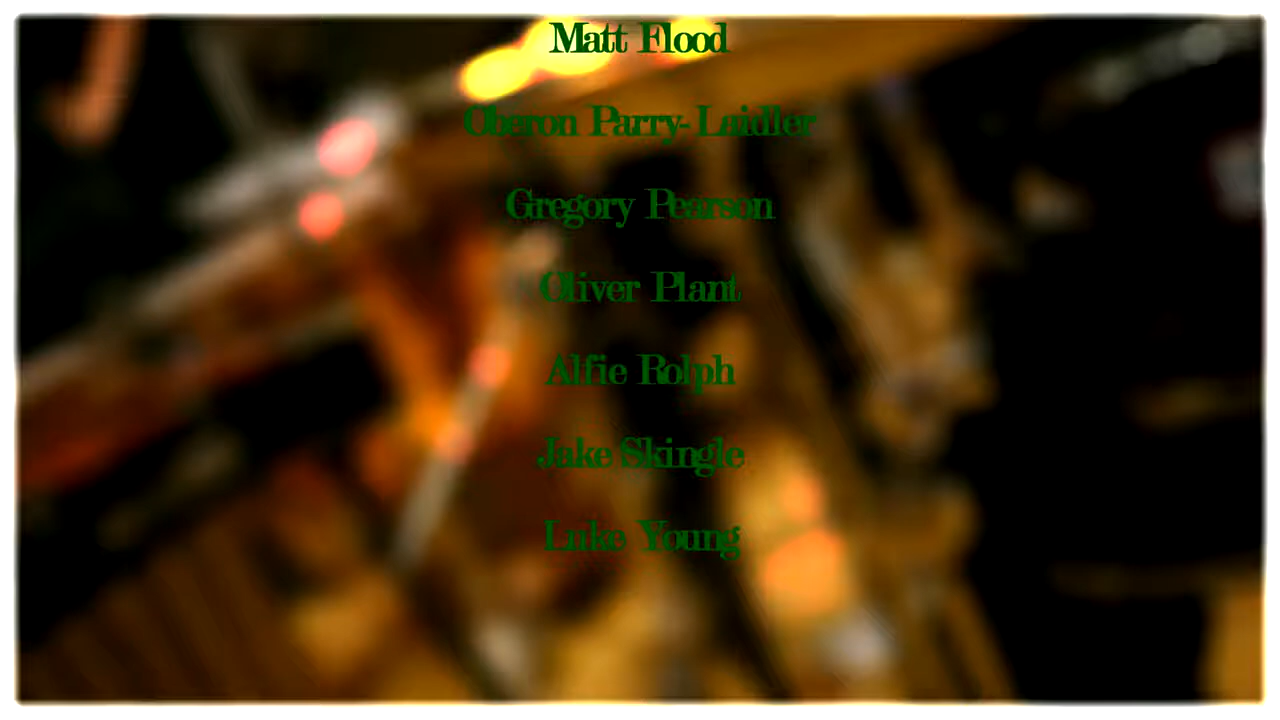 Matt Flood
Oberon Parry-Laidler
Gregory Pearson
Oliver Plant
Alfie Rolph
Jake Skingle
Luke Young